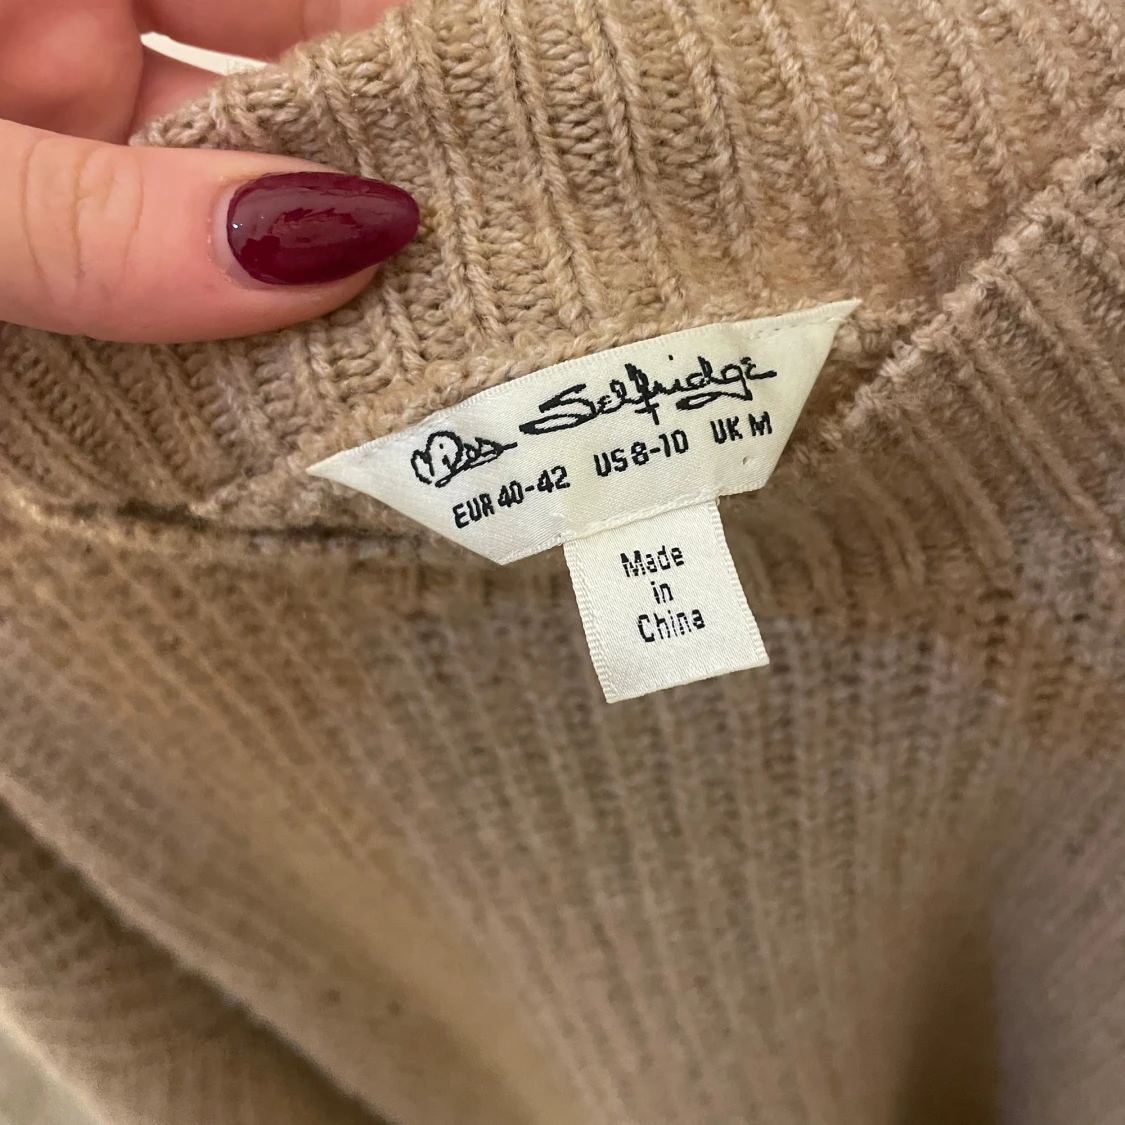 Miss Selfridge
EUR 40-42 US 8-10 UK M
Made
in
China